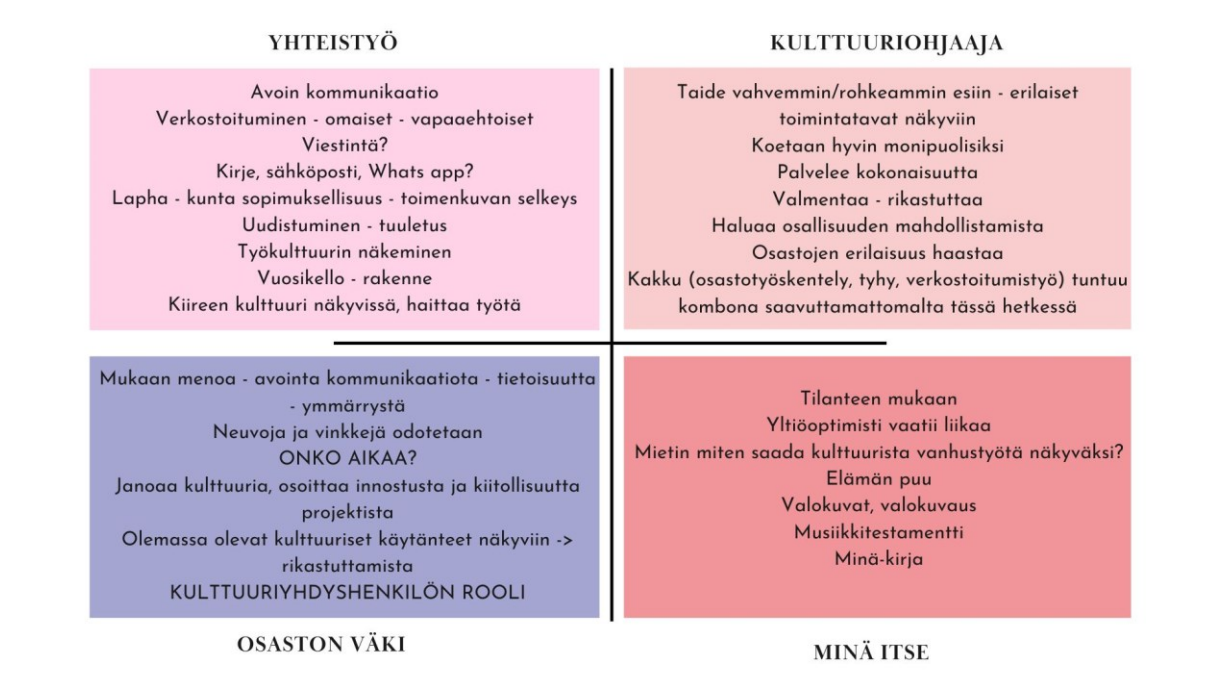 YHTEISTYÖ
Avoin kommunikaatio
Verkostoituminen - omaiset - vapaaehtoiset
Viestintä?
Kirje, sähköposti, Whats app?
Lapha - kunta sopimuksellisuus - toimenkuvan selkeys
Uudistuminen - tuuletus
Työkulttuurin näkeminen
Vuosikello - rakenne
Kiireen kulttuuri näkyvissä, haittaa työtä
KULTTUURIOHJAAJA
Taide vahvemmin/rohkeammin esiin - erilaiset
toimintatavat näkyviin
Koetaan hyvin monipuolisiksi
Palvelee kokonaisuutta
Valmentaa - rikastuttaa
Haluaa osallisuuden mahdollistamista
Osastojen erilaisuus haastaa
Kakku (osastotyöskentely, tyhy, verkostoitumistyö) tuntuu
kombona saavuttamattomalta tässä hetkessä
Mukaan menoa - avointa kommunikaatiota - tietoisuutta
- ymmärrystä
Neuvoja ja vinkkejä odotetaan
ONKO AIKAA?
Janoaa kulttuuria, osoittaa innostusta ja kiitollisuutta
projektista
Olemassa olevat kulttuuriset käytänteet näkyviin ->
rikastuttamista
KULTTUURIYHDYSHENKILÖN ROOLI
OSASTON VÄKI
Tilanteen mukaan
Yltiöoptimisti vaatii liikaa
Mietin miten saada kulttuurista vanhustyötä näkyväksi?
Elämän puu
Valokuvat, valokuvaus
Musiikkitestamentti
Minä-kirja
MINÄ ITSE